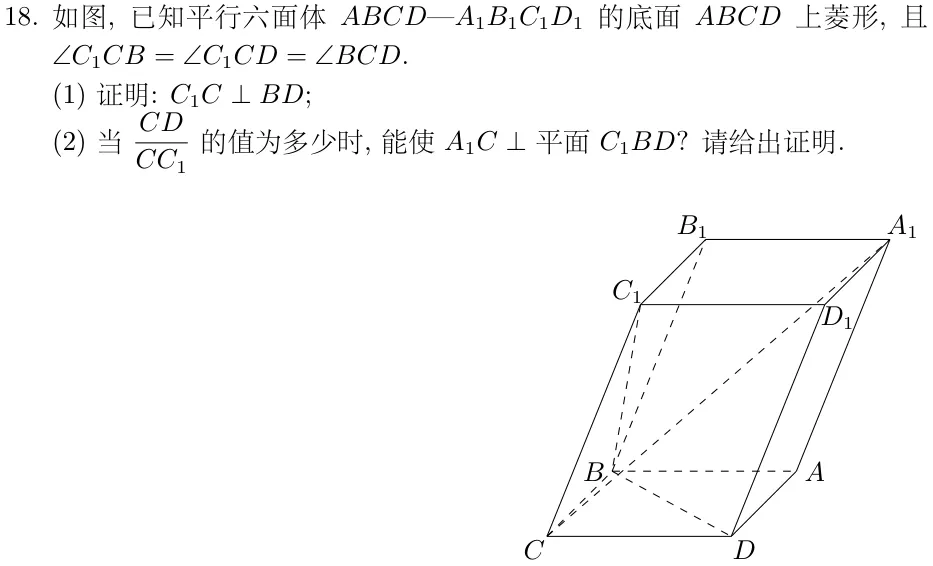 18. 如图, 已知平行六面体 ABCD—A₁B₁C₁D₁ 的底面 ABCD 上菱形, 且
∠C₁CB = ∠C₁CD = ∠BCD.
(1) 证明: C₁C ⊥ BD;
(2) 当 CD/CC₁ 的值为多少时, 能使 A₁C ⊥ 平面 C₁BD? 请给出证明.
B₁
A₁
C₁
D₁
B
A
C
D